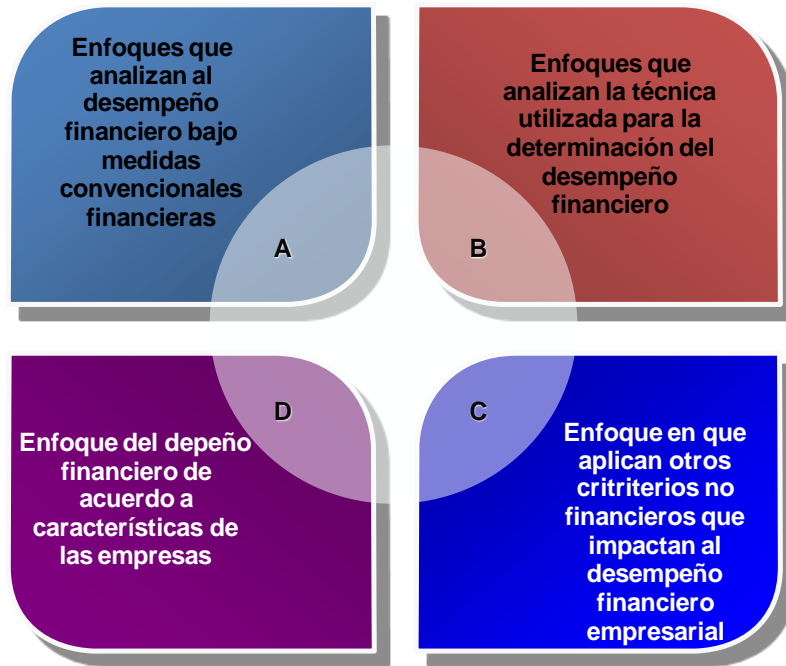 Enfoques que
analizan al
desempeño
financiero bajo
medidas
convencionales
financieras
A
Enfoques que
analizan la técnica
utilizada para la
determinación del
desempeño
financiero
B
D
Enfoque del depeño
financiero de
acuerdo a
características de
las empresas
C
Enfoque en que
aplican otros
critriterios no
financieros que
impactan al
desempeño
financiero
empresarial